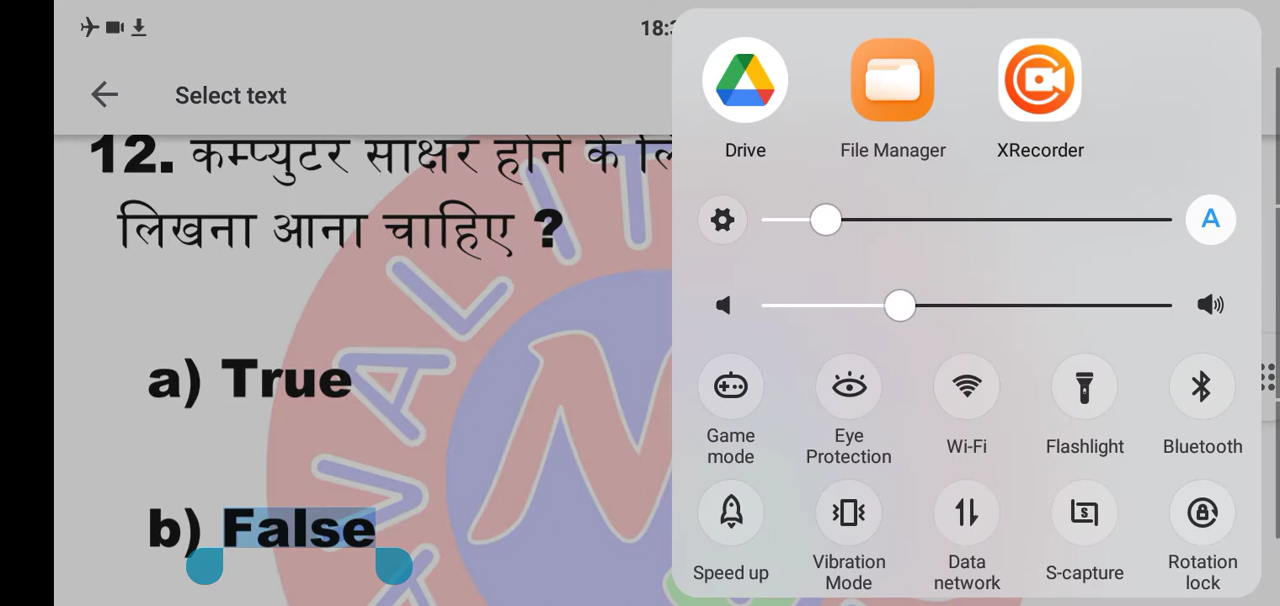 18:3
Select text
12. कम्प्युटर साक्षर होने के लि
लिखना आना चाहिए ?
a) True
b) False
Drive
File Manager
XRecorder
A
Game mode
Eye Protection
Wi-Fi
Flashlight
Bluetooth
Speed up
Vibration Mode
Data network
S-capture
Rotation lock